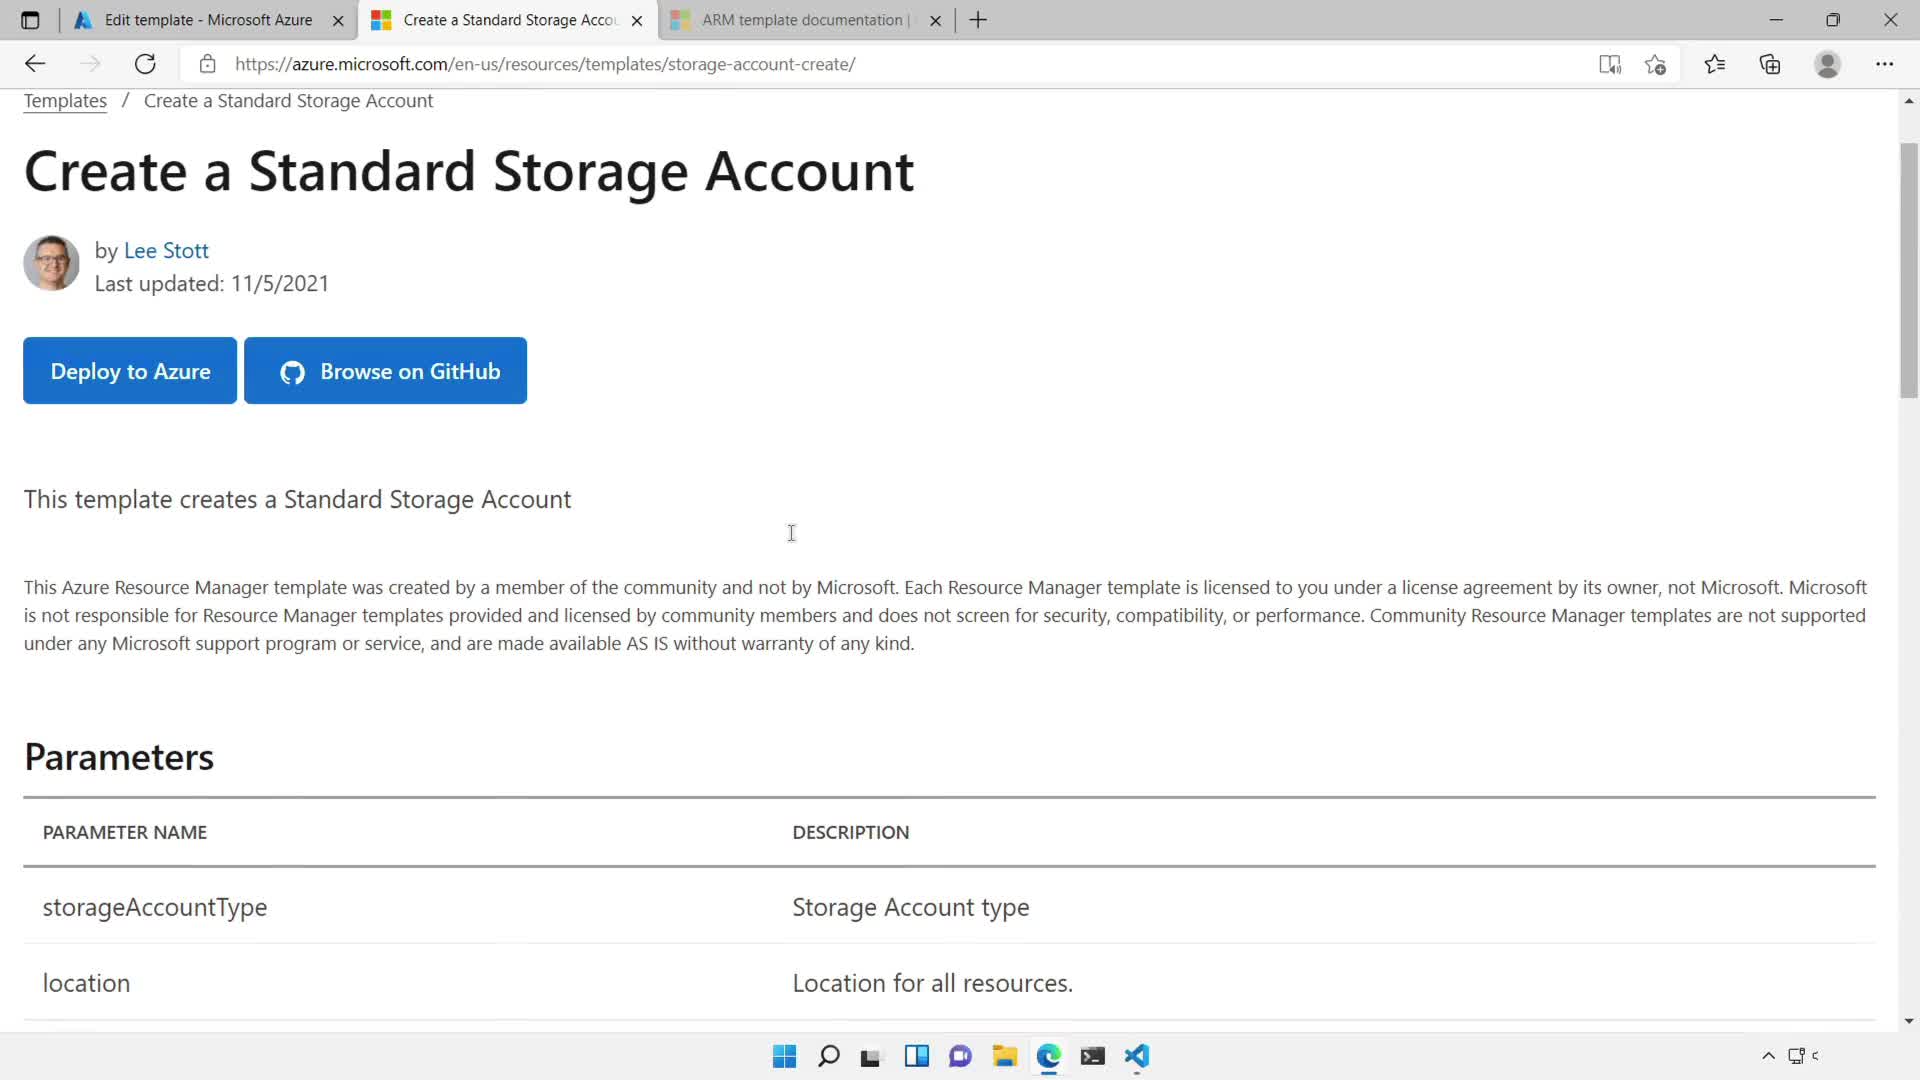 Edit template - Microsoft Azure
Create a Standard Storage Accou
ARM template documentation |
https://azure.microsoft.com/en-us/resources/templates/storage-account-create/
Templates / Create a Standard Storage Account
Create a Standard Storage Account
by Lee Stott
Last updated: 11/5/2021
Deploy to Azure
Browse on GitHub
This template creates a Standard Storage Account
This Azure Resource Manager template was created by a member of the community and not by Microsoft. Each Resource Manager template is licensed to you under a license agreement by its owner, not Microsoft. Microsoft
is not responsible for Resource Manager templates provided and licensed by community members and does not screen for security, compatibility, or performance. Community Resource Manager templates are not supported
under any Microsoft support program or service, and are made available AS IS without warranty of any kind.
Parameters
PARAMETER NAME DESCRIPTION
storageAccountType Storage Account type
location Location for all resources.